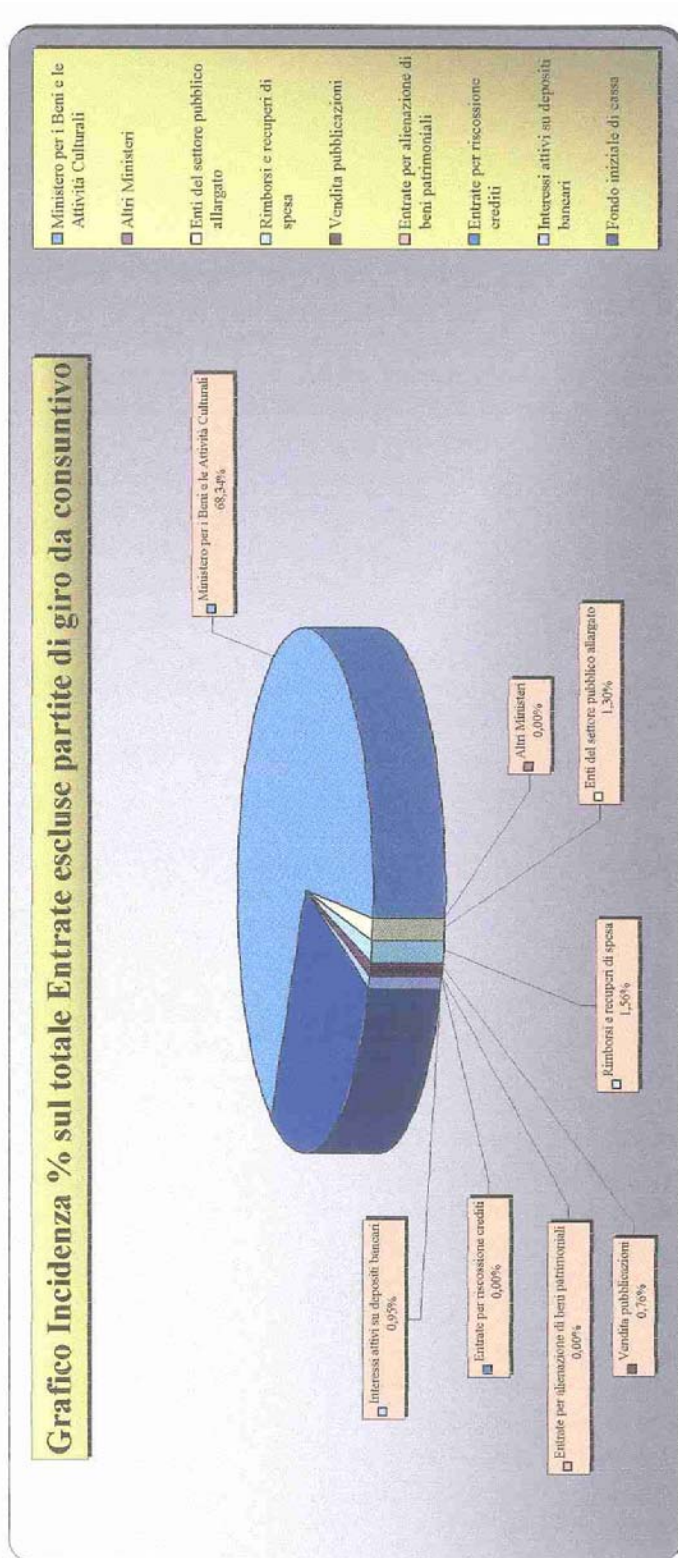 Grafico Incidenza % sul totale Entrate escluse partite di giro da consuntivo
Ministero per i Beni e le Attività Culturali
68,34%
Altri Ministeri
0,00%
Enti del settore pubblico allargato
1,30%
Rimborsi e recuperi di spesa
1,56%
Vendita pubblicazioni
0,76%
Entrate per alienazione di beni patrimoniali
0,00%
Entrate per riscossione crediti
0,00%
Interessi attivi su depositi bancari
0,95%
Ministero per i Beni e le
Attività Culturali
Altri Ministeri
Enti del settore pubblico
allargato
Rimborsi e recuperi di
spesa
Vendita pubblicazioni
Entrate per alienazione di
beni patrimoniali
Entrate per riscossione
crediti
Interessi attivi su depositi
bancari
Fondo iniziale di cassa